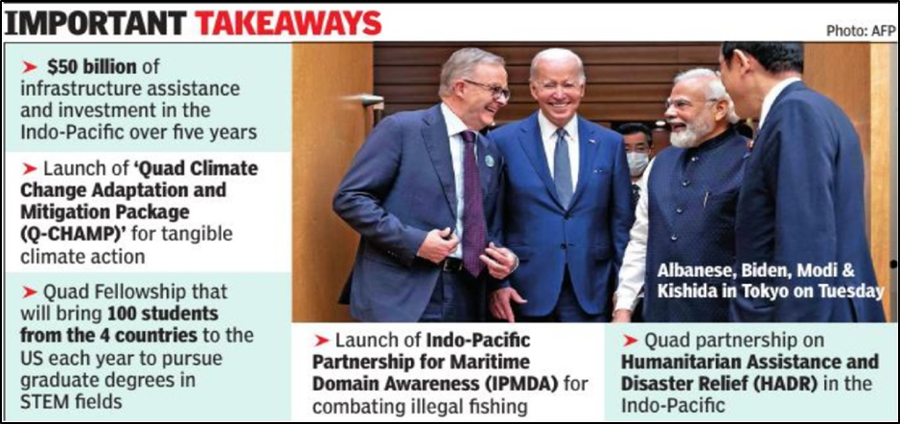 IMPORTANT TAKEAWAYS
Photo: AFP
➤ $50 billion of
infrastructure assistance
and investment in the
Indo-Pacific over five years
➤ Launch of ‘Quad Climate
Change Adaptation and
Mitigation Package
(Q-CHAMP)’ for tangible
climate action
➤ Quad Fellowship that
will bring 100 students
from the 4 countries to the
US each year to pursue
graduate degrees in
STEM fields
Albanese, Biden, Modi &
Kishida in Tokyo on Tuesday
➤ Launch of Indo-Pacific
Partnership for Maritime
Domain Awareness (IPMDA) for
combating illegal fishing
➤ Quad partnership on
Humanitarian Assistance and
Disaster Relief (HADR) in the
Indo-Pacific